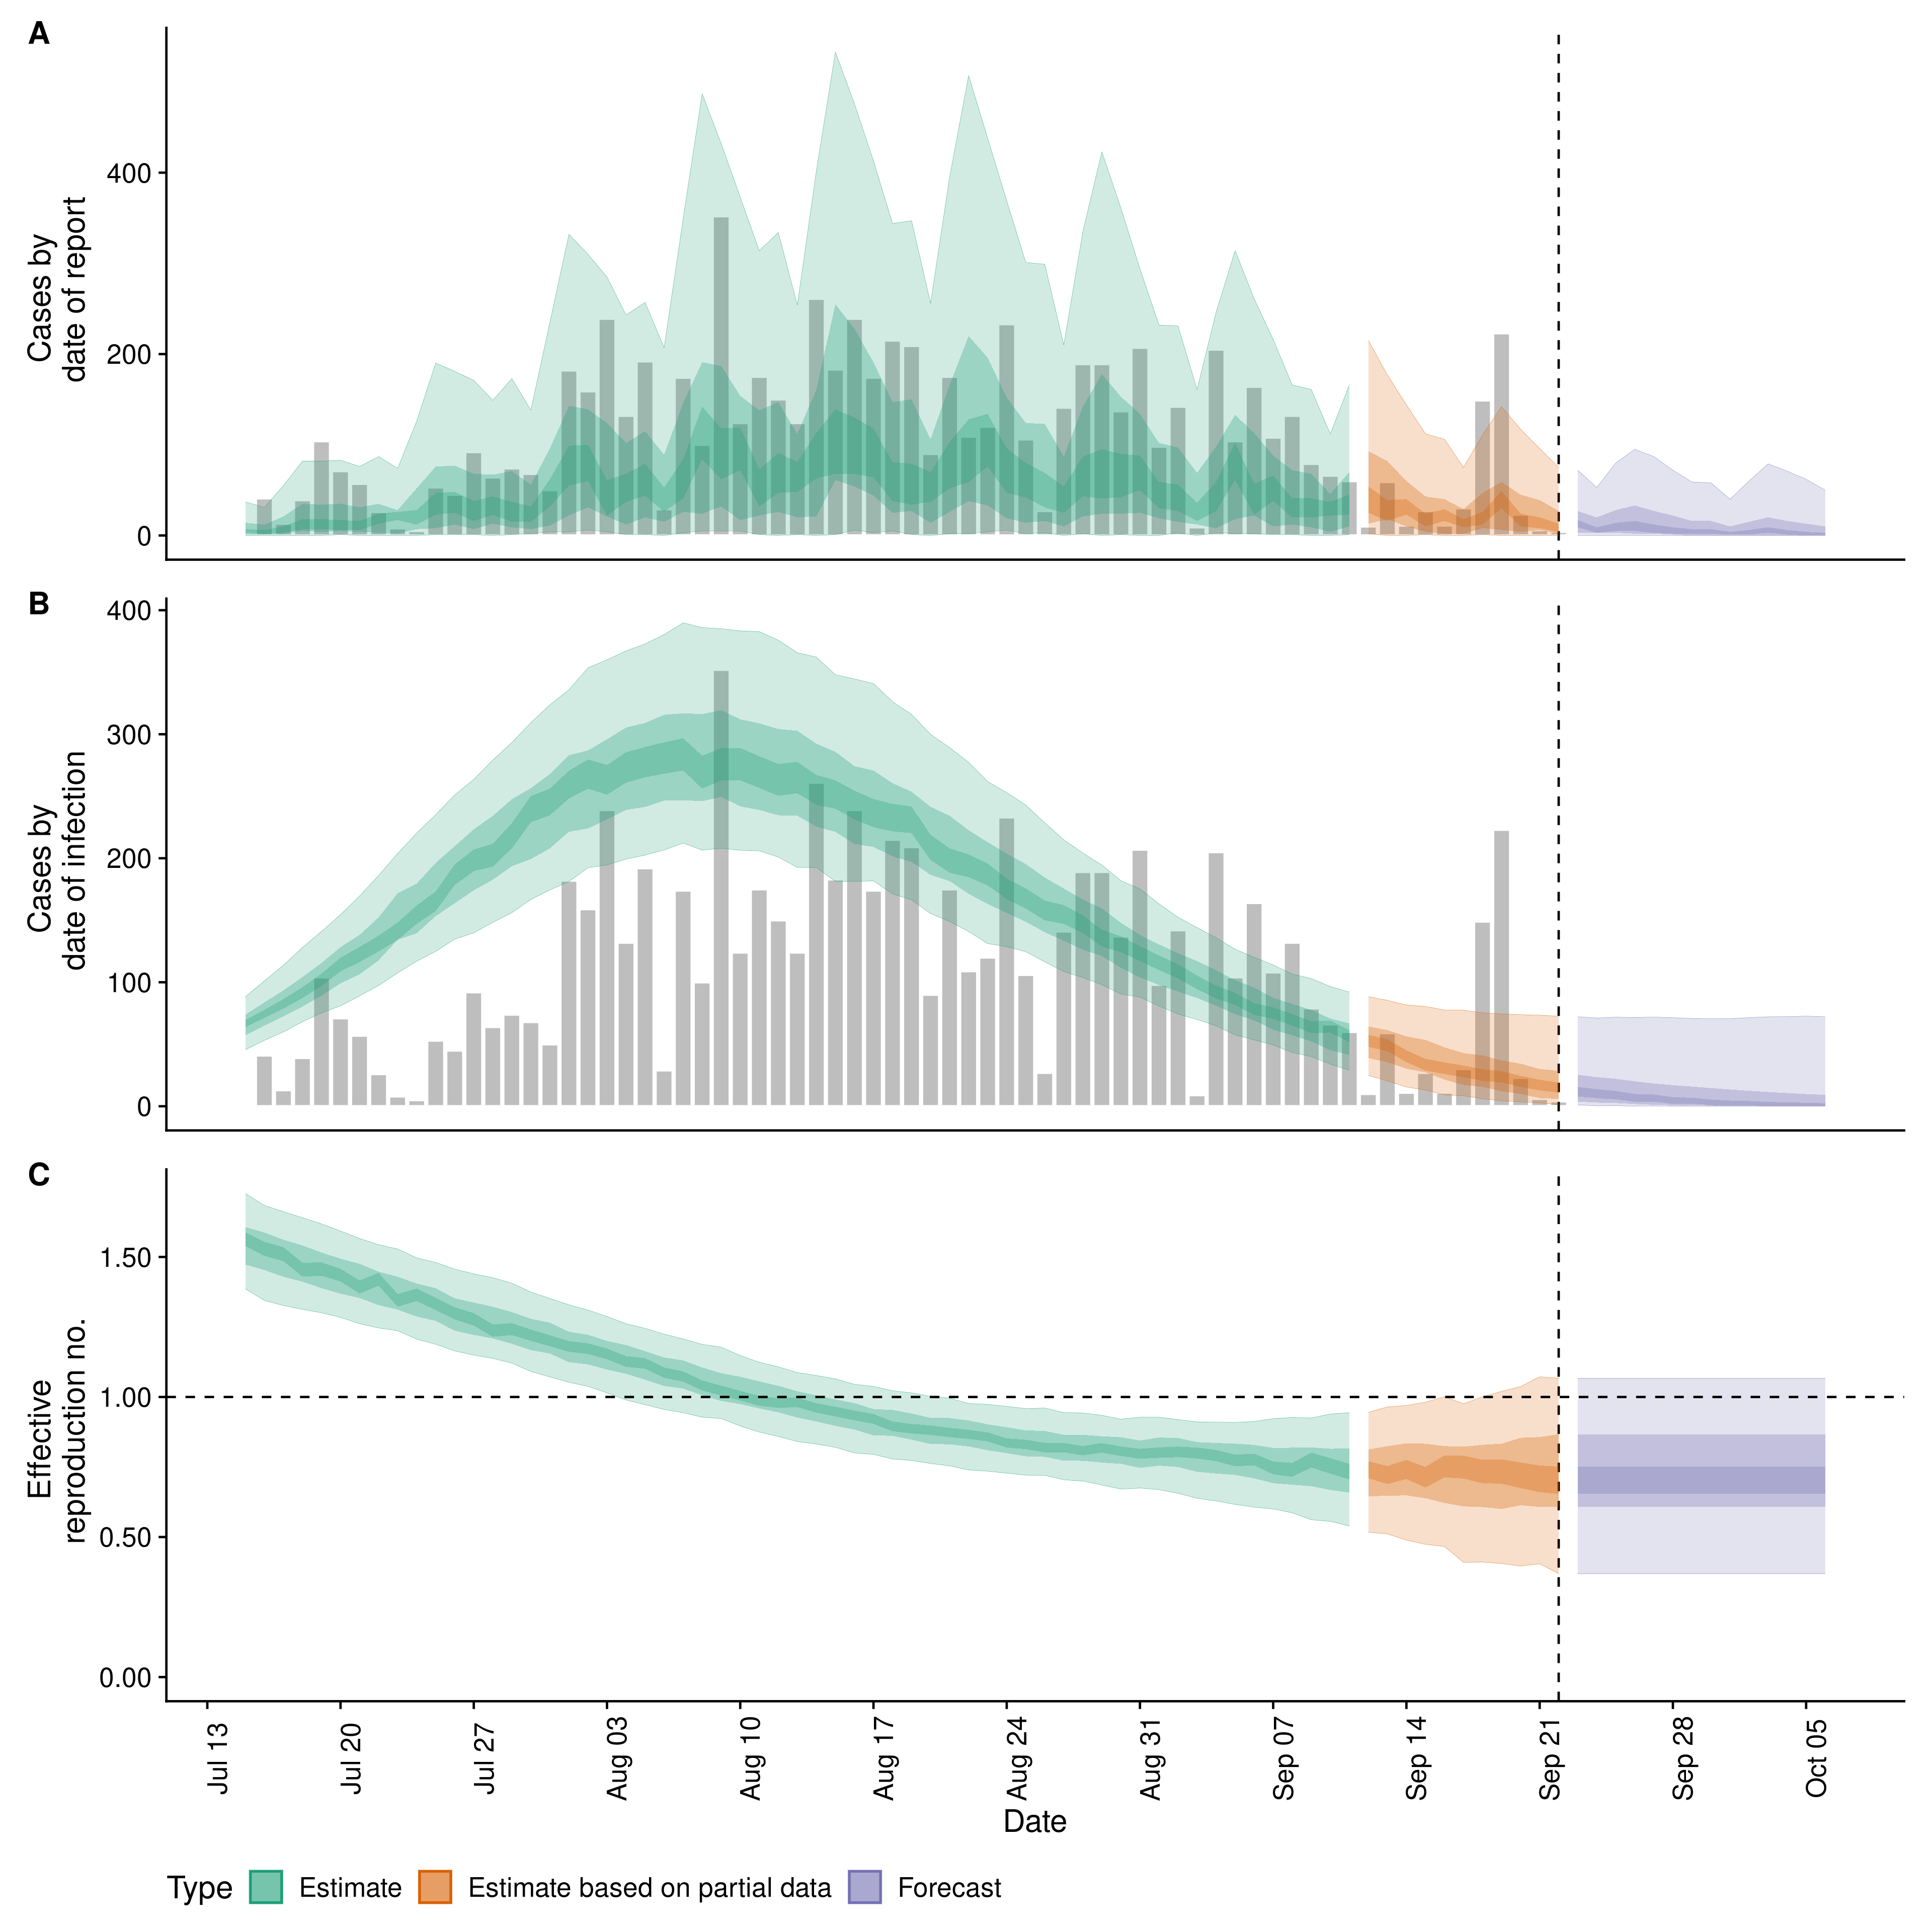 A
Cases by
date of report
400
200
0
B
Cases by
date of infection
400
300
200
100
0
C
Effective
reproduction no.
1.50
1.00
0.50
0.00
Jul 13
Jul 20
Jul 27
Aug 03
Aug 10
Aug 17
Aug 24
Aug 31
Sep 07
Sep 14
Sep 21
Sep 28
Oct 05
Date
Type Estimate Estimate based on partial data Forecast